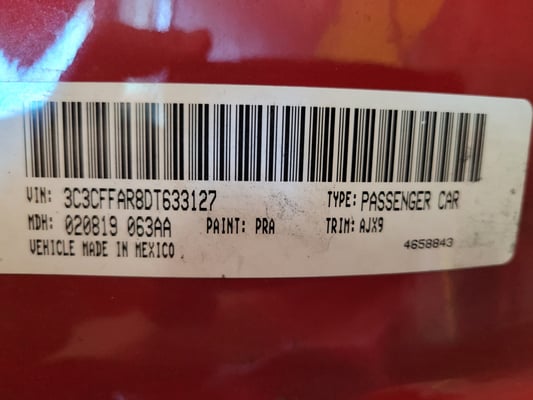 VIN: 3C3CFFAR8DT633127 TYPE: PASSENGER CAR
MDH: 020819 063AA PAINT: PRA TRIM: AJX9
VEHICLE MADE IN MEXICO 4658843